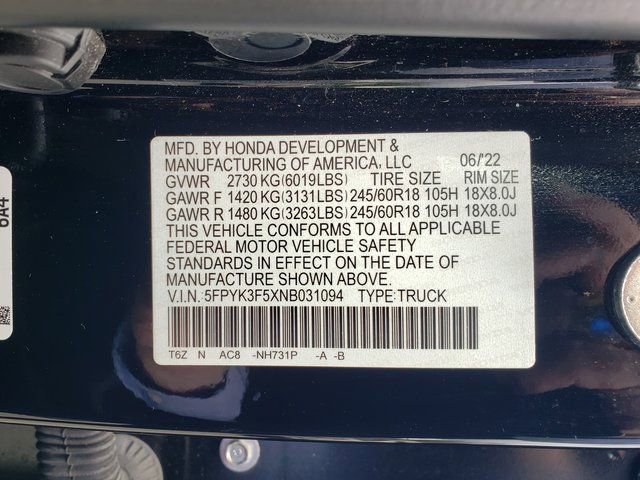 MFD. BY HONDA DEVELOPMENT &
MANUFACTURING OF AMERICA, LLC 06/'22
GVWR 2730 KG(6019LBS) TIRE SIZE RIM SIZE
GAWR F 1420 KG(3131LBS) 245/60R18 105H 18X8.0J
GAWR R 1480 KG(3263LBS) 245/60R18 105H 18X8.0J
THIS VEHICLE CONFORMS TO ALL APPLICABLE
FEDERAL MOTOR VEHICLE SAFETY
STANDARDS IN EFFECT ON THE DATE OF
MANUFACTURE SHOWN ABOVE.
V.I.N. 5FPYK3F5XNB031094 TYPE:TRUCK
T6Z N AC8 -NH731P -A -B
6A4